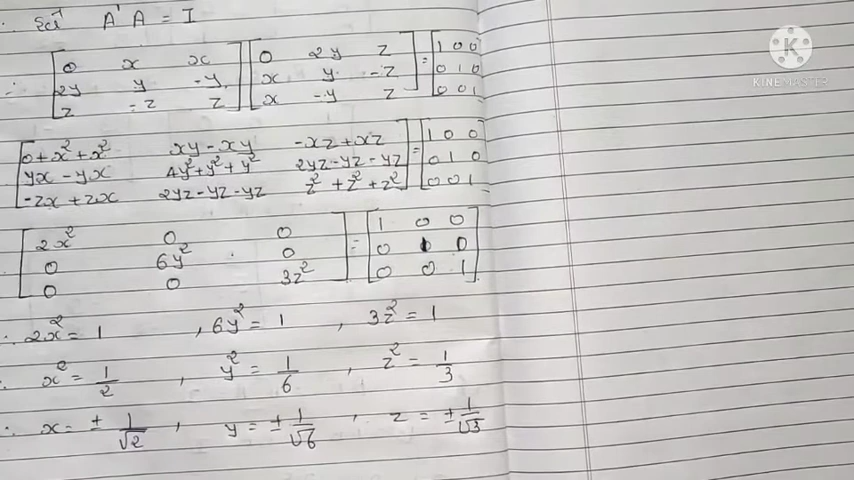 ∴ Sol A'A = I
∴ [0 x x; 2y y -y; z -z z] [0 2y z; x y -z; x -y z] = [1 0 0; 0 1 0; 0 0 1]
[0+x²+x² xy-xy -xz+xz; yx-yx 4y²+y²+y² 2yz-yz-yz; -zx+zx 2yz-yz-yz z²+z²+z²] = [1 0 0; 0 1 0; 0 0 1]
[2x² 0 0; 0 6y² 0; 0 0 3z²] = [1 0 0; 0 1 0; 0 0 1]
∴ 2x² = 1 , 6y² = 1 , 3z² = 1
∴ x² = 1/2 , y² = 1/6 , z² = 1/3
∴ x = ± 1/√2 , y = ± 1/√6 , z = ± 1/√3
K
KINEMASTER